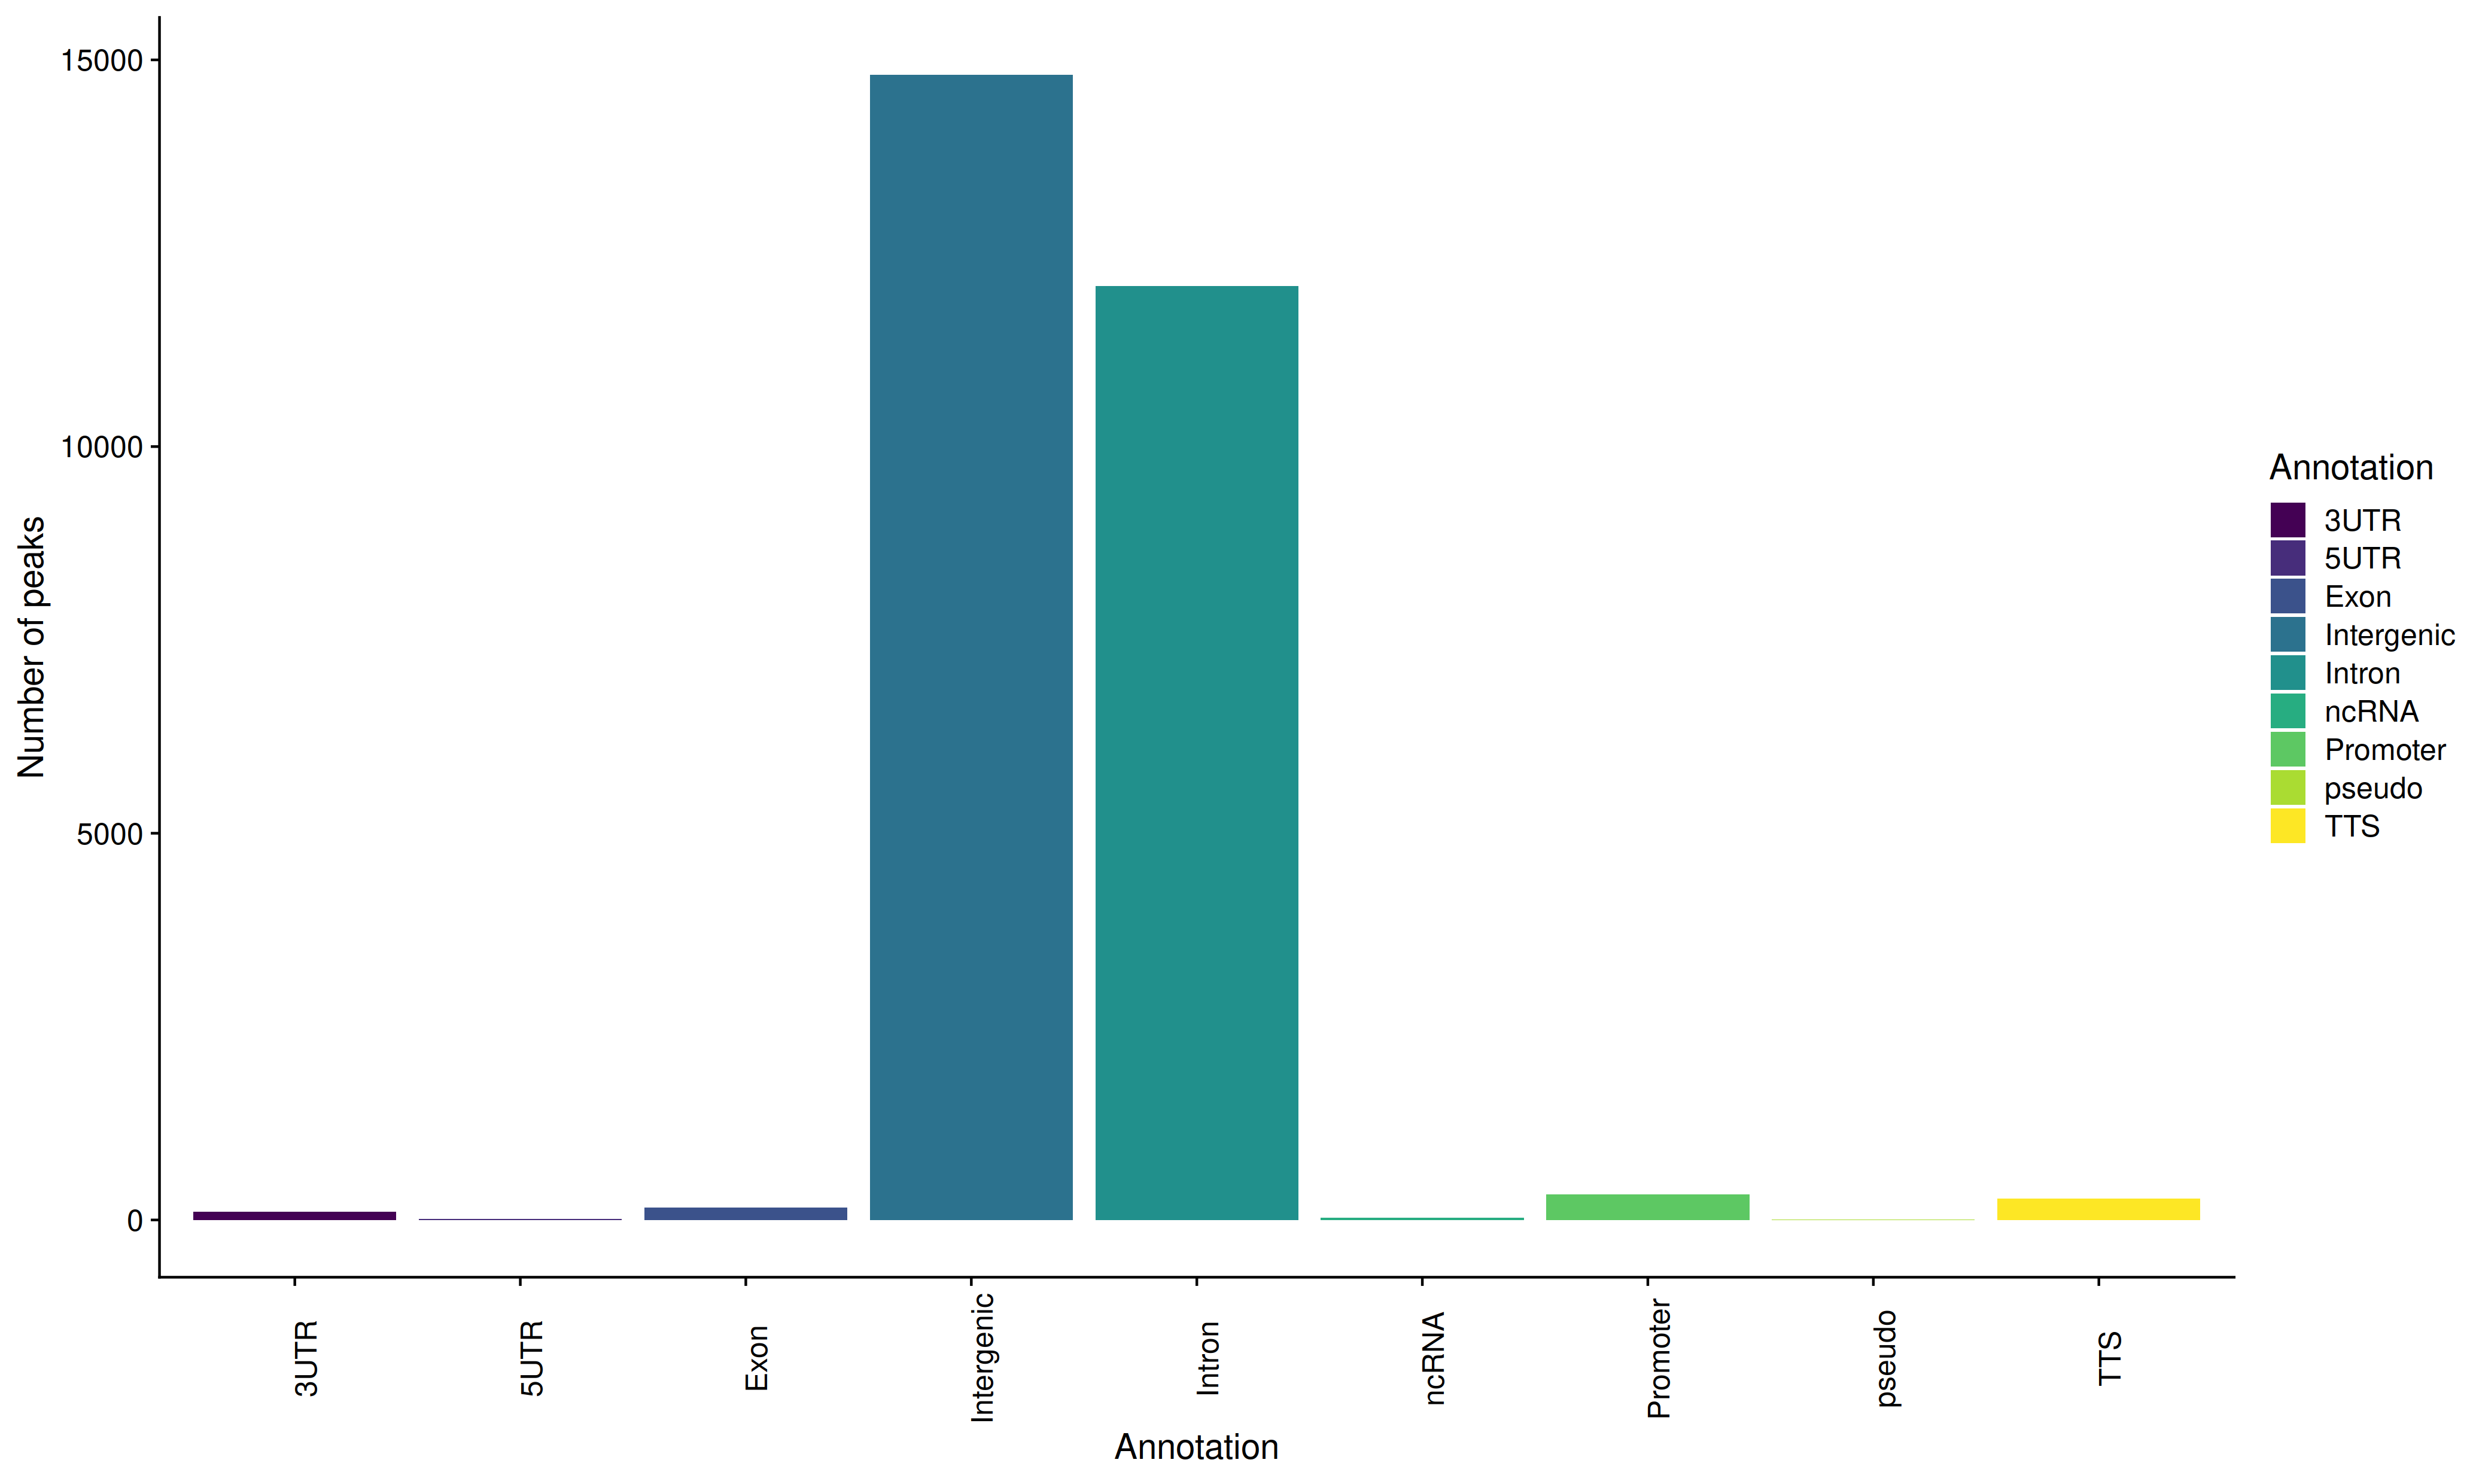 15000
10000
5000
0
Number of peaks
3UTR
5UTR
Exon
Intergenic
Intron
ncRNA
Promoter
pseudo
TTS
Annotation
Annotation
3UTR
5UTR
Exon
Intergenic
Intron
ncRNA
Promoter
pseudo
TTS